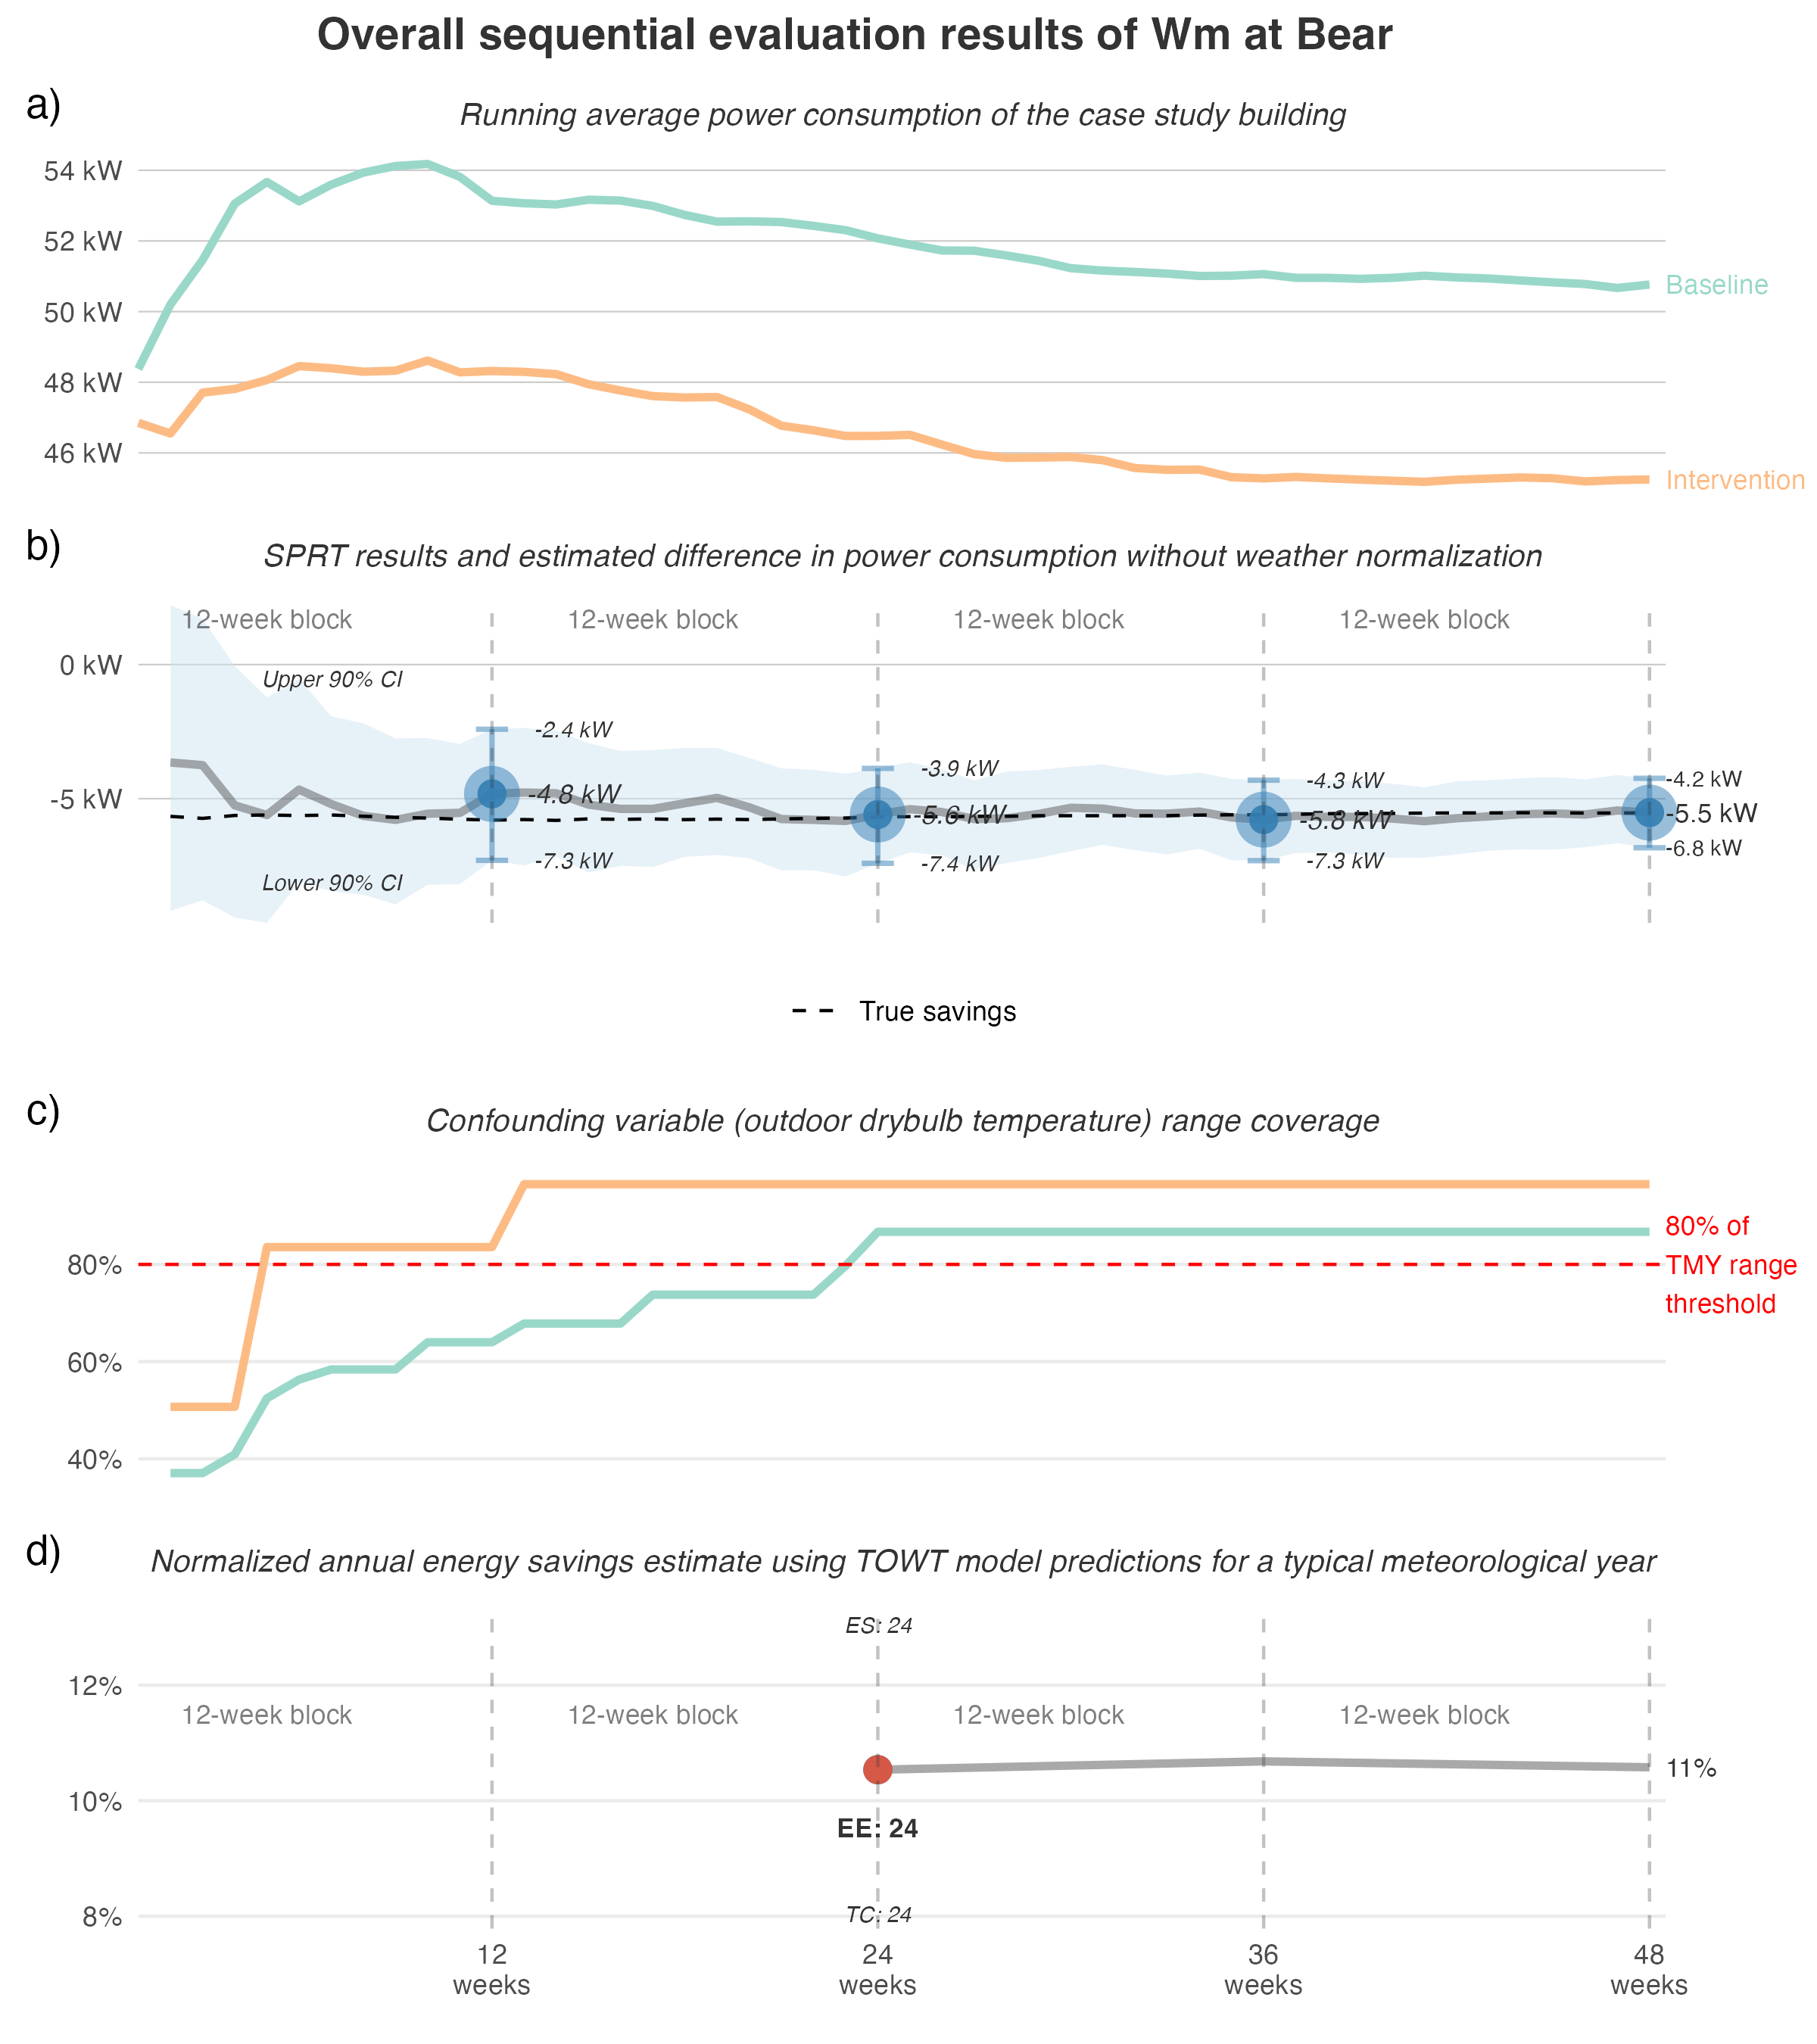 Overall sequential evaluation results of Wm at Bear
a)
Running average power consumption of the case study building
54 kW
52 kW
50 kW
48 kW
46 kW
Baseline
Intervention
b)
SPRT results and estimated difference in power consumption without weather normalization
12-week block
12-week block
12-week block
12-week block
0 kW
-5 kW
Upper 90% CI
Lower 90% CI
-2.4 kW
-4.8 kW
-7.3 kW
-3.9 kW
-5.6 kW
-7.4 kW
-4.3 kW
-5.8 kW
-7.3 kW
-4.2 kW
-5.5 kW
-6.8 kW
True savings
c)
Confounding variable (outdoor drybulb temperature) range coverage
80%
60%
40%
80% of
TMY range
threshold
d)
Normalized annual energy savings estimate using TOWT model predictions for a typical meteorological year
ES: 24
12%
12-week block
12-week block
12-week block
12-week block
11%
10%
EE: 24
8%
TC: 24
12
weeks
24
weeks
36
weeks
48
weeks